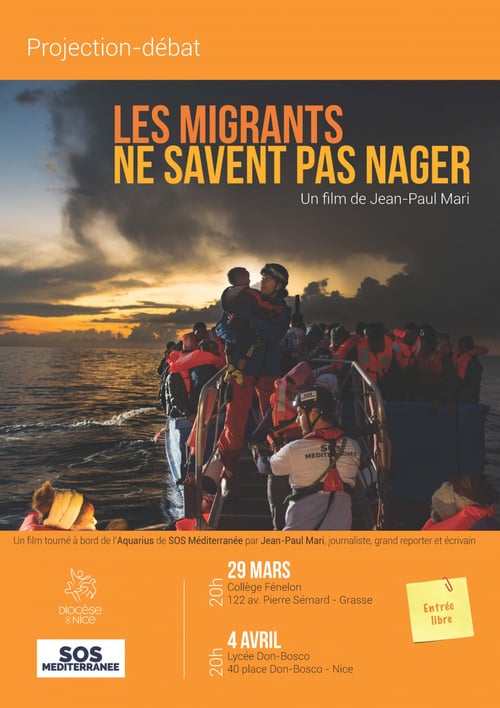 Projection-débat
LES MIGRANTS
NE SAVENT PAS NAGER
Un film de Jean-Paul Mari
SOS
MEDITERRANEE
Un film tourné à bord de l'Aquarius de SOS Méditerranée par Jean-Paul Mari, journaliste, grand reporter et écrivain
DIOCÈSE
DE NICE
SOS
MEDITERRANEE
20h
29 MARS
Collège Fénelon
122 av. Pierre Sémard - Grasse
20h
4 AVRIL
Lycée Don-Bosco
40 place Don-Bosco - Nice
Entrée
libre